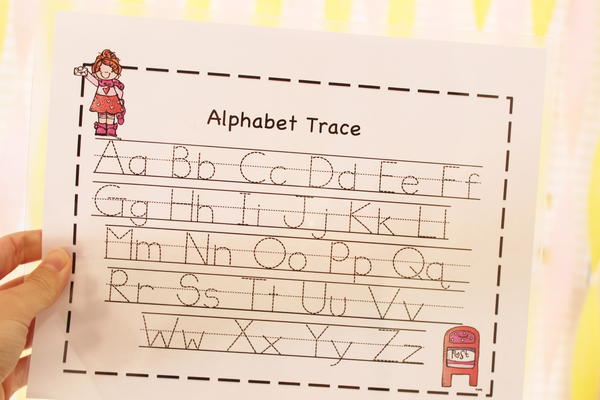 Alphabet Trace
Aa Bb Cc Dd Ee Ff
Gg Hh Ii Jj Kk Ll
Mm Nn Oo Pp Qq
Rr Ss Tt Uu Vv
Ww Xx Yy Zz
Post